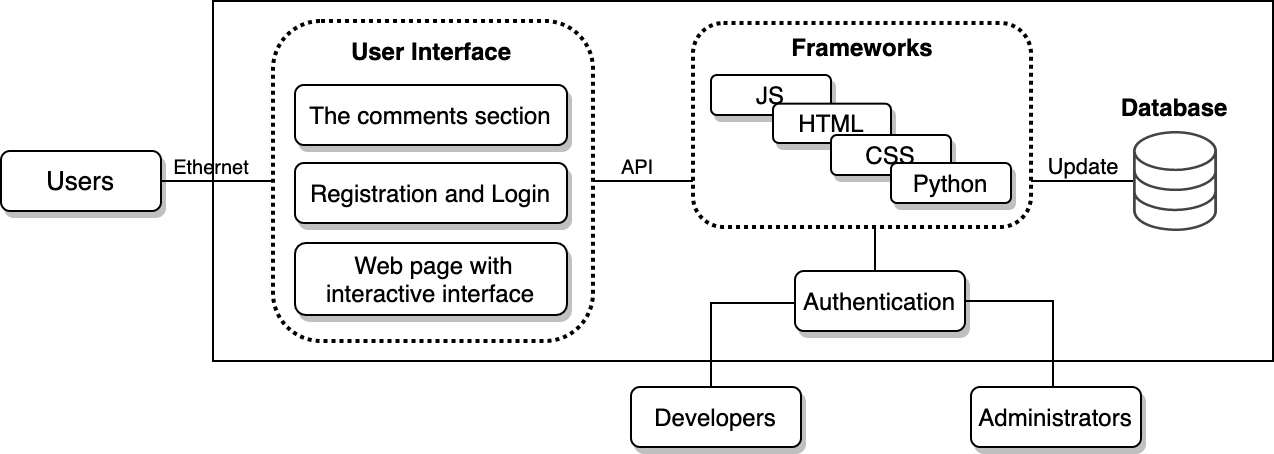 Users
Ethernet
User Interface
The comments section
Registration and Login
Web page with
interactive interface
API
Frameworks
JS
HTML
CSS
Python
Update
Database
Authentication
Developers
Administrators